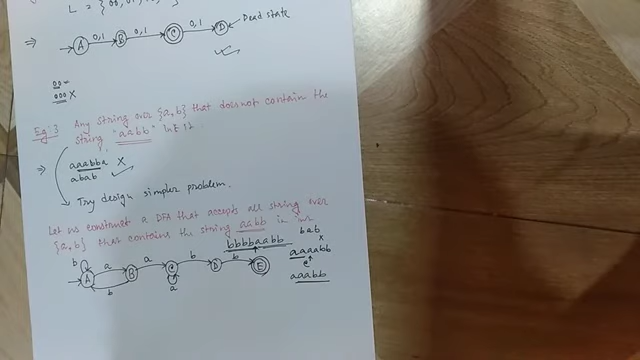 L = {00, 01,
⇒ A 0,1 B 0,1 C 0,1 D Dead state
00=
000 X
Eg:3 Any string over {a,b} that does not contain the
string "aabb" in it.
⇒ aaabba X
abab
Try design simpler problem.
Let us construct a DFA that accepts all string over
{a,b} that contains the string aabb in
bab
bbbbaabb
x
b a a b b
A B C D E
b a
aaaabb
C
aaabb